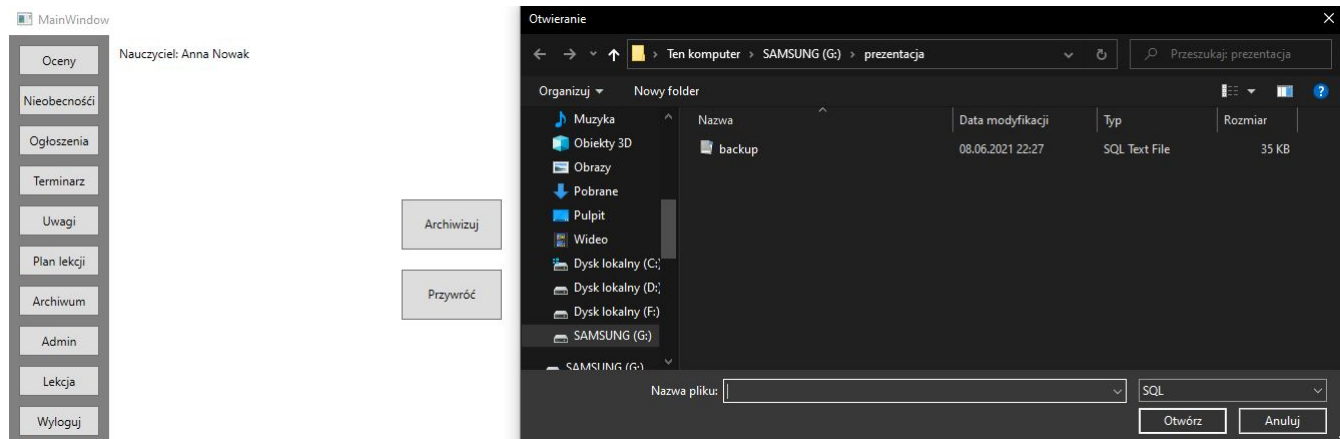 MainWindow
Oceny
Nieobecnośći
Ogłoszenia
Terminarz
Uwagi
Plan lekcji
Archiwum
Admin
Lekcja
Wyloguj
Nauczyciel: Anna Nowak
Archiwizuj
Przywróć
Otwieranie
Ten komputer > SAMSUNG (G:) > prezentacja
Przeszukaj: prezentacja
Organizuj
Nowy folder
Muzyka
Obiekty 3D
Obrazy
Pobrane
Pulpit
Wideo
Dysk lokalny (C:)
Dysk lokalny (D:)
Dysk lokalny (F:)
SAMSUNG (G:)
SAMSUNG (G:)
Nazwa Data modyfikacji Typ Rozmiar
backup 08.06.2021 22:27 SQL Text File 35 KB
Nazwa pliku:
SQL
Otwórz
Anuluj